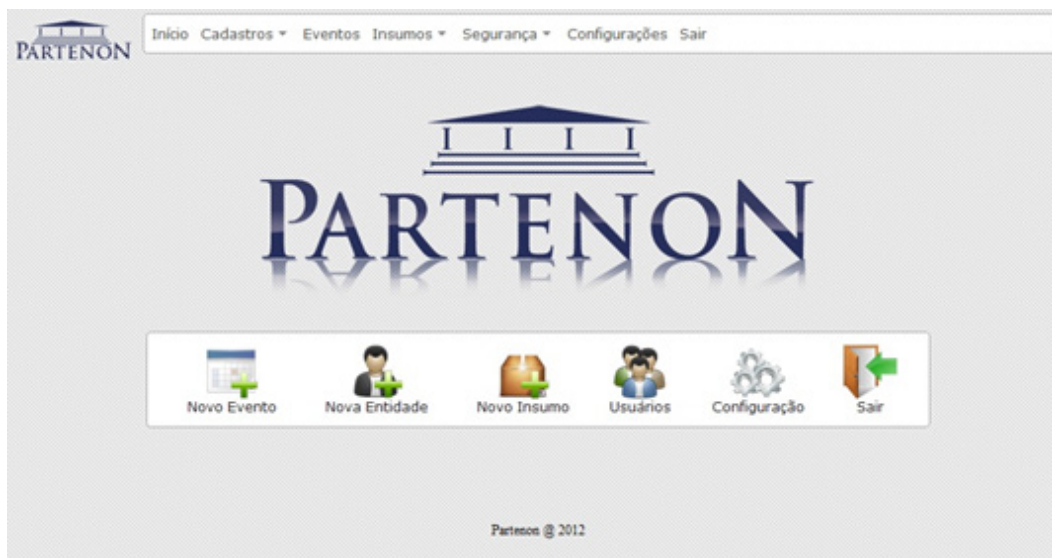 PARTENON
Início Cadastros Eventos Insumos Segurança Configurações Sair
PARTENON
Novo Evento Nova Entidade Novo Insumo Usuários Configuração Sair
Partenon @ 2012